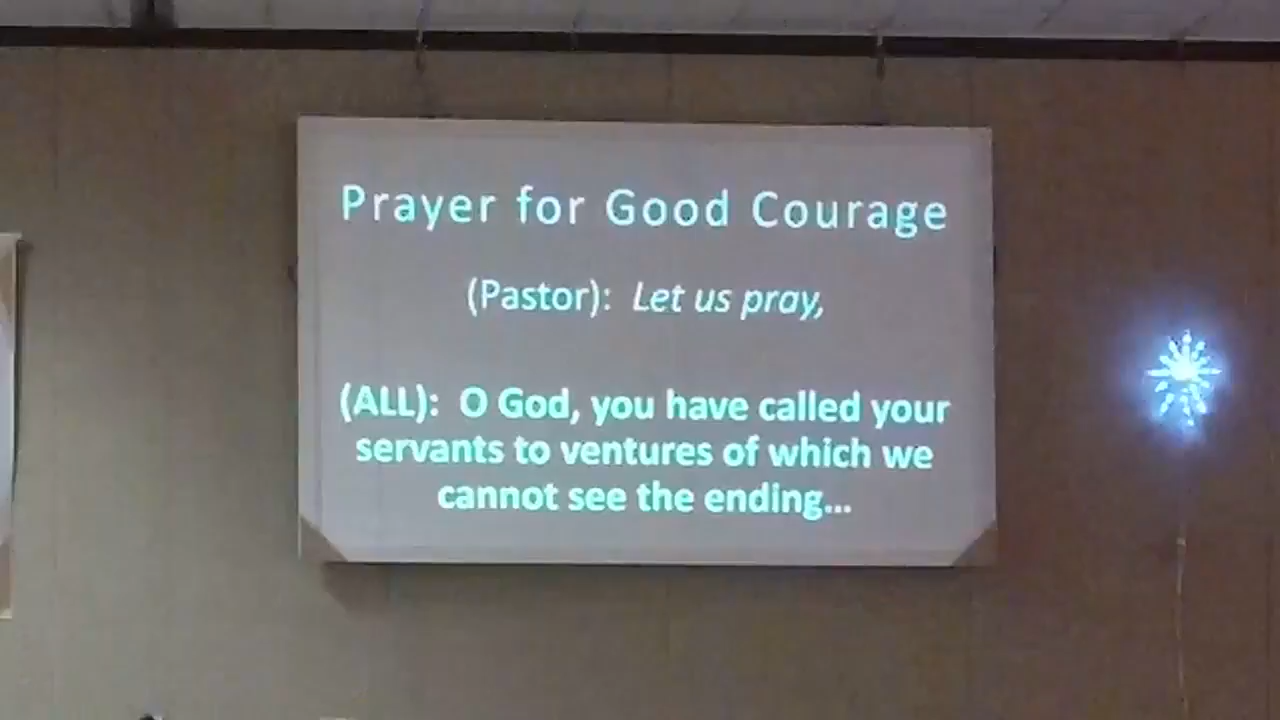 Prayer for Good Courage
(Pastor): Let us pray,
(ALL): O God, you have called your
servants to ventures of which we
cannot see the ending...